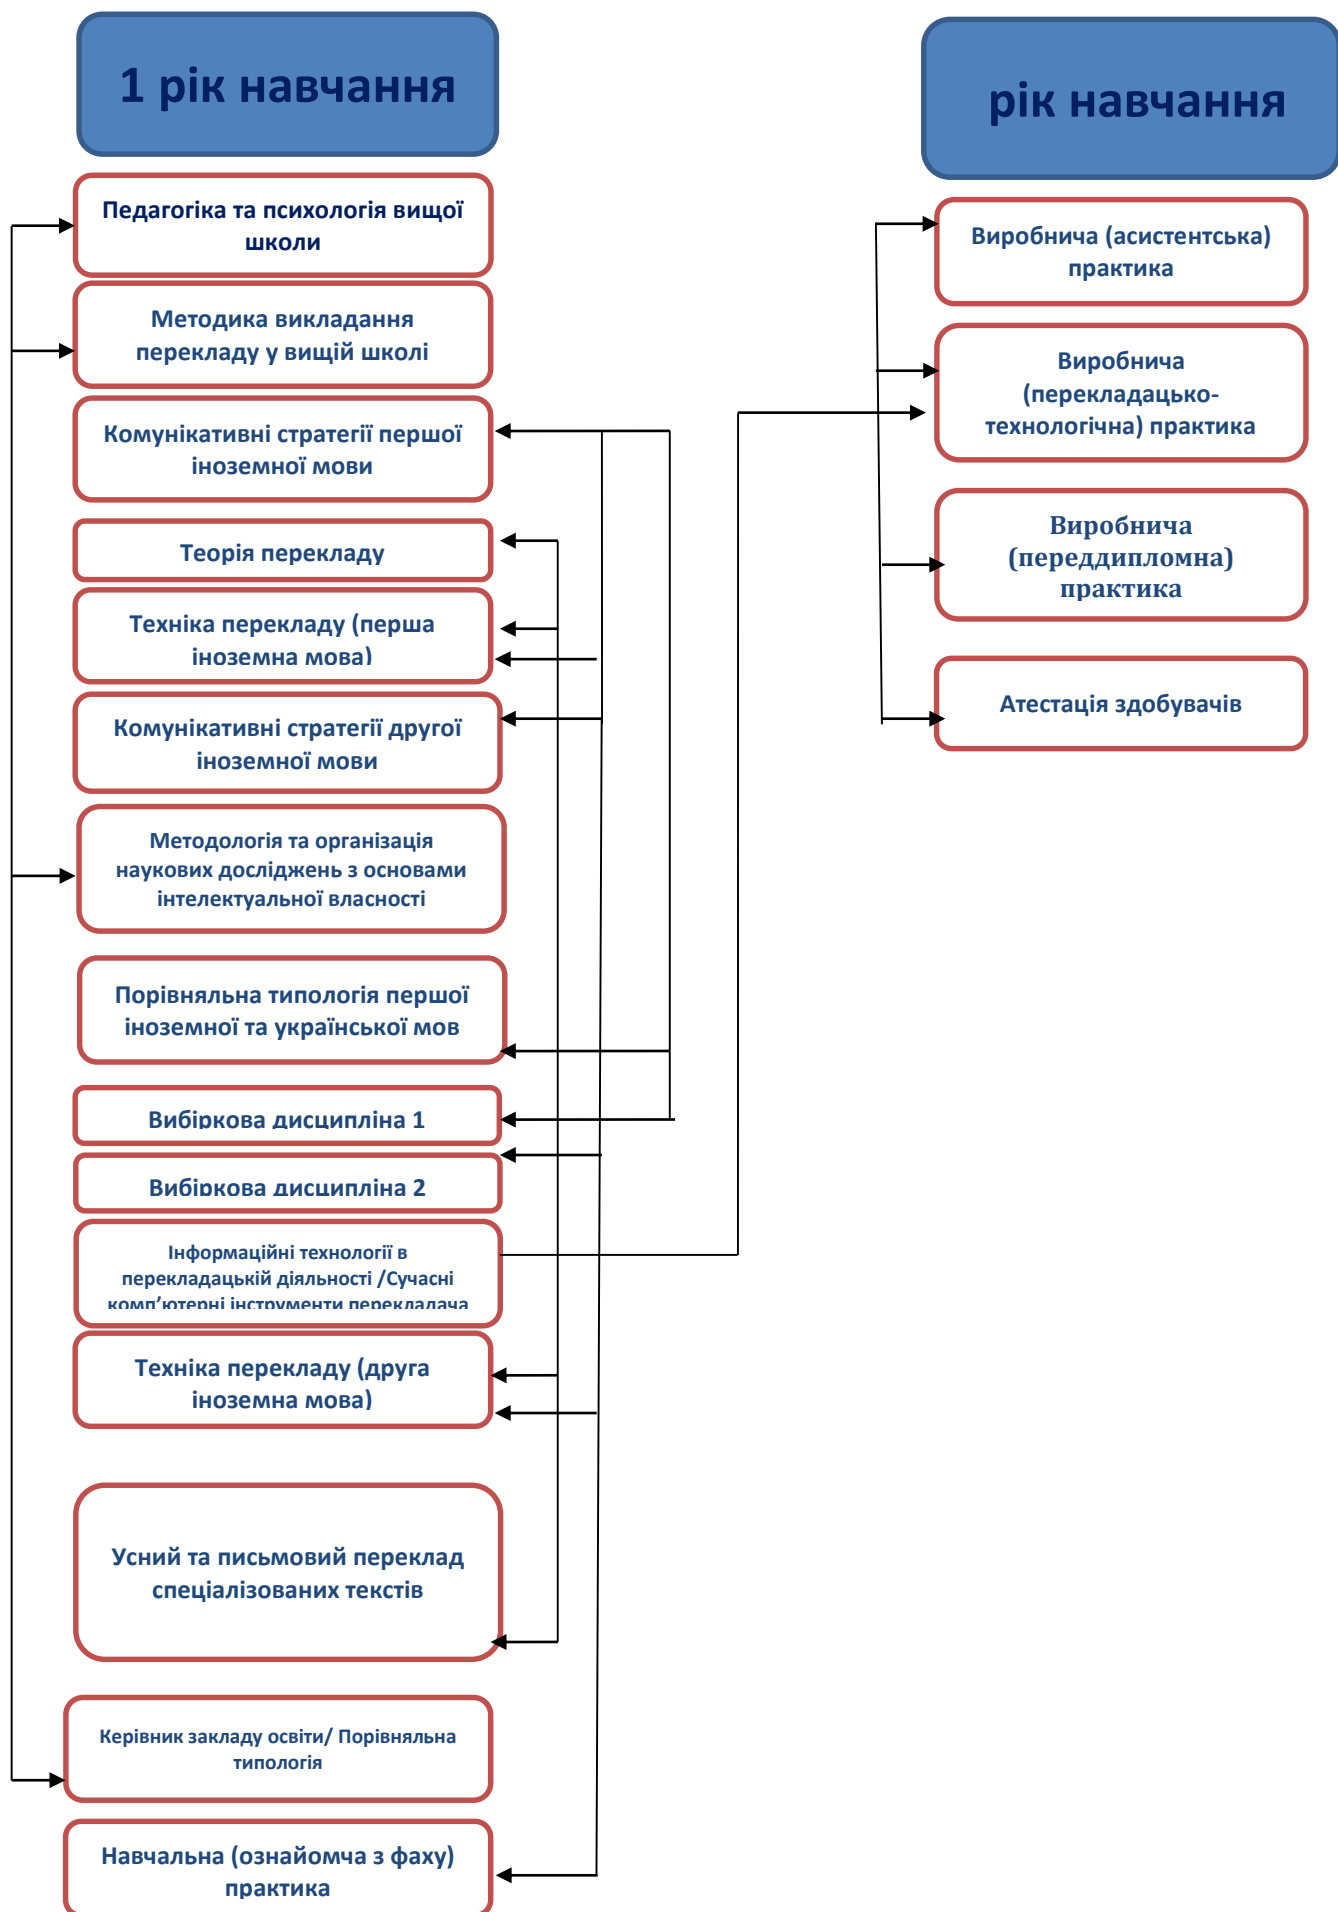 1 рік навчання
Педагогіка та психологія вищої
школи
Методика викладання
перекладу у вищій школі
Комунікативні стратегії першої
іноземної мови
Теорія перекладу
Техніка перекладу (перша
іноземна мова)
Комунікативні стратегії другої
іноземної мови
Методологія та організація
наукових досліджень з основами
інтелектуальної власності
Порівняльна типологія першої
іноземної та української мов
Вибіркова дисципліна 1
Вибіркова дисципліна 2
Інформаційні технології в
перекладацькій діяльності /Сучасні
комп’ютерні інструменти перекладача
Техніка перекладу (друга
іноземна мова)
Усний та письмовий переклад
спеціалізованих текстів
Керівник закладу освіти/ Порівняльна
типологія
Навчальна (ознайомча з фаху)
практика
рік навчання
Виробнича (асистентська)
практика
Виробнича
(перекладацько-
технологічна) практика
Виробнича
(переддипломна)
практика
Атестація здобувачів